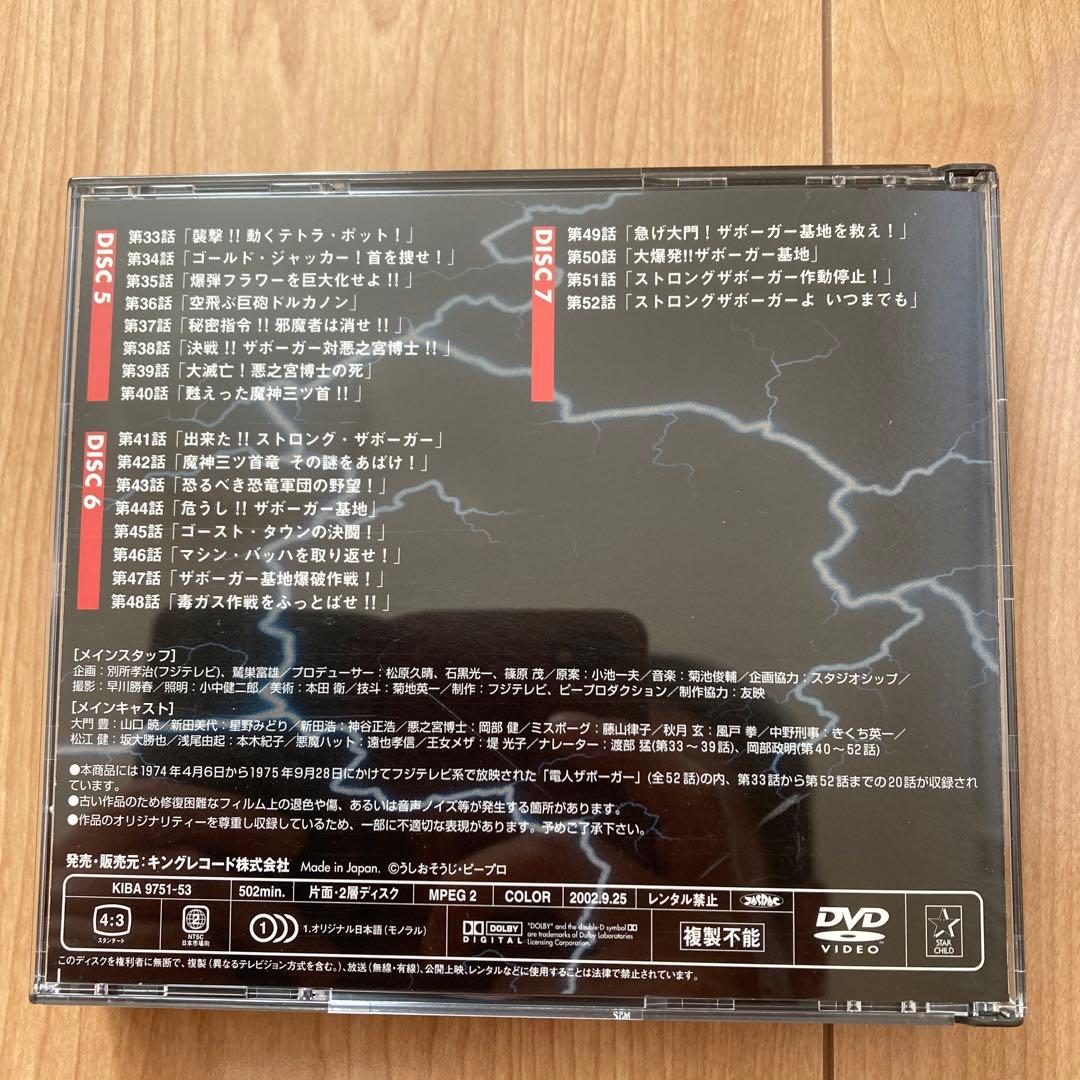 DISC 5
第33話「襲撃!! 動くテトラ・ポット!」
第34話「ゴールド・ジャッカー!首を捜せ!」
第35話「爆弾フラワーを巨大化せよ!!」
第36話「空飛ぶ巨砲ドルカノン」
第37話「秘密指令!! 邪魔者は消せ!!」
第38話「決戦!! ザボーガー対悪之宮博士!!」
第39話「大滅亡!悪之宮博士の死」
第40話「甦えった魔神三ツ首!!」
DISC 6
第41話「出来た!! ストロング・ザボーガー」
第42話「魔神三ツ首竜 その謎をあばけ!」
第43話「恐るべき恐竜軍団の野望!」
第44話「危うし!! ザボーガー基地」
第45話「ゴースト・タウンの決闘!」
第46話「マシン・バッハを取り返せ!」
第47話「ザボーガー基地爆破作戦!」
第48話「毒ガス作戦をふっとばせ!!」
DISC 7
第49話「急げ大門!ザボーガー基地を救え!」
第50話「大爆発!!ザボーガー基地」
第51話「ストロングザボーガー作動停止!」
第52話「ストロングザボーガーよ いつまでも」
[メインスタッフ]
企画:別所孝治(フジテレビ)、鷺巣富雄/プロデューサー:松原久晴、石黒光一、篠原 茂/原案:小池一夫/音楽:菊池俊輔/企画協力:スタジオシップ/
撮影:早川勝春/照明:小中健二郎/美術:本田 衛/技斗:菊地英一/制作:フジテレビ、ピープロダクション/制作協力:友映
[メインキャスト]
大門 豊:山口 暁/新田美代:星野みどり/新田浩:神谷正浩/悪之宮博士:岡部 健/ミスボーグ:藤山律子/秋月 玄:風戸 拳/中野刑事:きくち英一/
松江 健:坂大勝也/浅尾由起:本木紀子/悪魔ハット:遠也孝信/王女メザ:堤 光子/ナレーター:渡部 猛(第33~39話)、岡部政明(第40~52話)
●本商品には1974年4月6日から1975年9月28日にかけてフジテレビ系で放映された「電人ザボーガー」(全52話)の内、第33話から第52話までの20話が収録され
ています。
●古い作品のため修復困難なフィルム上の退色や傷、あるいは音声ノイズ等が発生する箇所があります。
●作品のオリジナリティーを尊重し収録しているため、一部に不適切な表現があります。予めご了承下さい。
発売・販売元:キングレコード株式会社 Made in Japan. ©うしおそうじ・ピープロ
KIBA 9751-53 502min. 片面・2層ディスク MPEG 2 COLOR 2002.9.25 レンタル禁止 JASRAC
4:3 スタンダード
2 NTSC 日本市場向
1. オリジナル日本語(モノラル)
DOLBY DIGITAL
"DOLBY" and the double-D symbol
are trademarks of Dolby Laboratories
Licensing Corporation.
複製不能
DVD VIDEO
STAR CHILD
このディスクを権利者に無断で、複製(異なるテレビジョン方式を含む。)、放送(無線・有線)、公開上映、レンタルなどに使用することは法律で禁止されています。